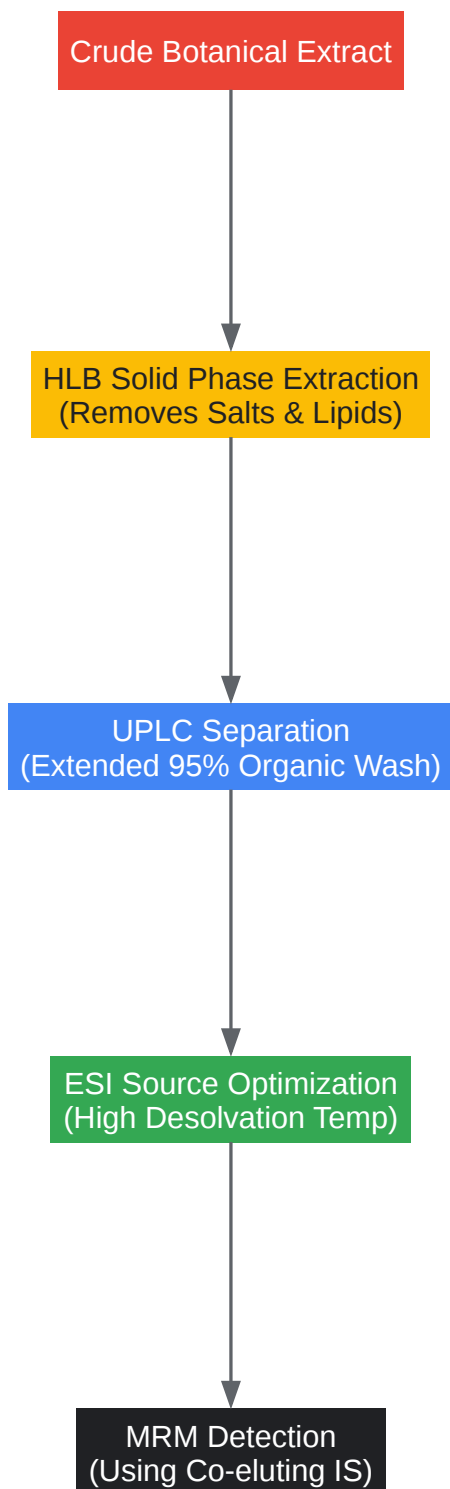 Crude Botanical Extract
HLB Solid Phase Extraction
(Removes Salts & Lipids)
UPLC Separation
(Extended 95% Organic Wash)
ESI Source Optimization
(High Desolvation Temp)
MRM Detection
(Using Co-eluting IS)